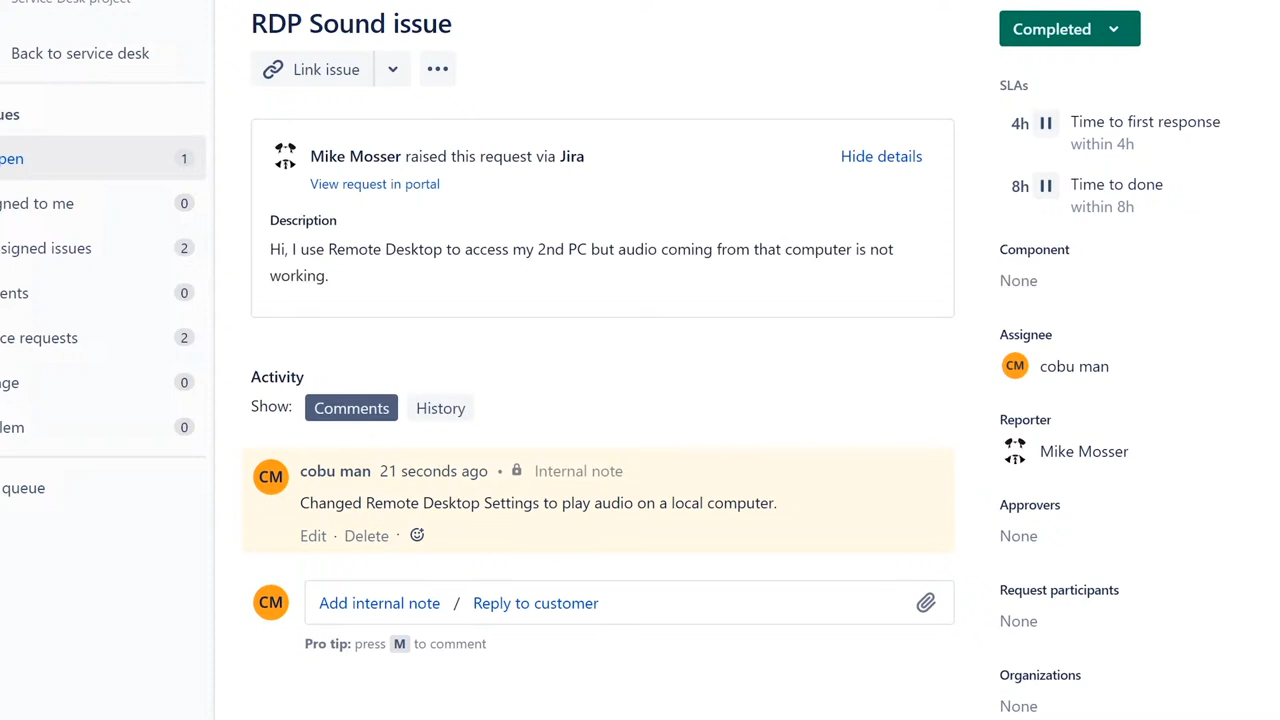 Service Desk project
Back to service desk
ues
pen 1
gned to me 0
signed issues 2
ents 0
ce requests 2
ge 0
lem 0
queue
RDP Sound issue
Link issue
Mike Mosser raised this request via Jira
Hide details
View request in portal
Description
Hi, I use Remote Desktop to access my 2nd PC but audio coming from that computer is not
working.
Activity
Show: Comments History
CM cobu man 21 seconds ago • Internal note
Changed Remote Desktop Settings to play audio on a local computer.
Edit · Delete ·
CM Add internal note / Reply to customer
Pro tip: press M to comment
Completed
SLAs
4h Time to first response
within 4h
8h Time to done
within 8h
Component
None
Assignee
CM cobu man
Reporter
Mike Mosser
Approvers
None
Request participants
None
Organizations
None